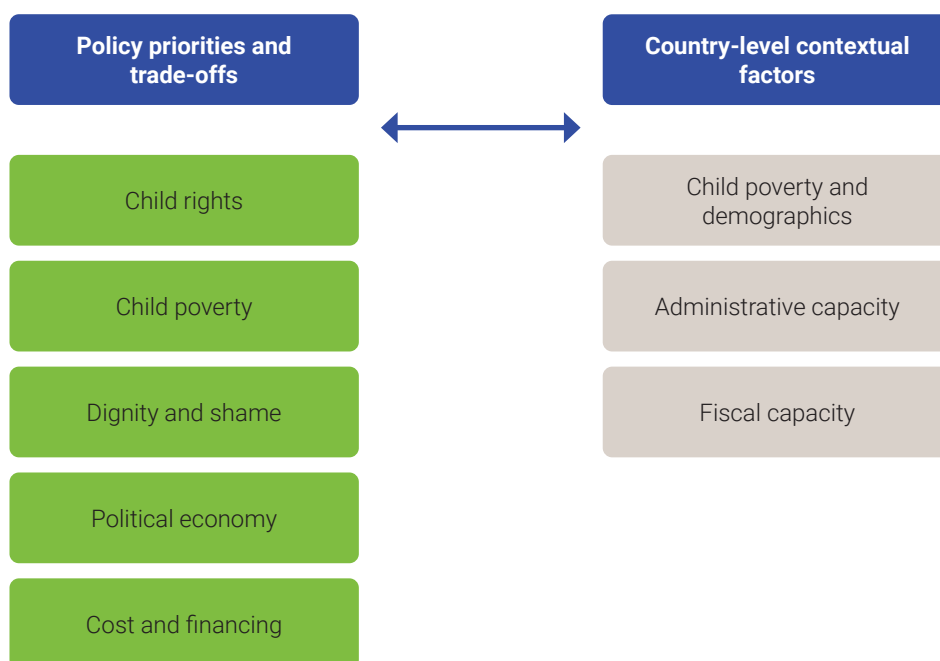 Policy priorities and
trade-offs
Country-level contextual
factors
Child rights
Child poverty
Dignity and shame
Political economy
Cost and financing
Child poverty and
demographics
Administrative capacity
Fiscal capacity